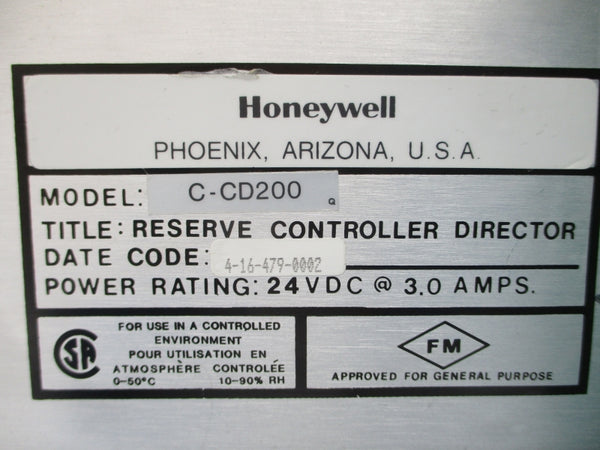 Honeywell
PHOENIX, ARIZONA, U.S.A.
MODEL: C-CD200 Q
TITLE: RESERVE CONTROLLER DIRECTOR
DATE CODE: 4-16-479-0002
POWER RATING: 24 VDC @ 3.0 AMPS.
SA
FOR USE IN A CONTROLLED
ENVIRONMENT
POUR UTILISATION EN
ATMOSPHÈRE CONTROLÉE
0-50°C 10-90% RH
FM
APPROVED FOR GENERAL PURPOSE